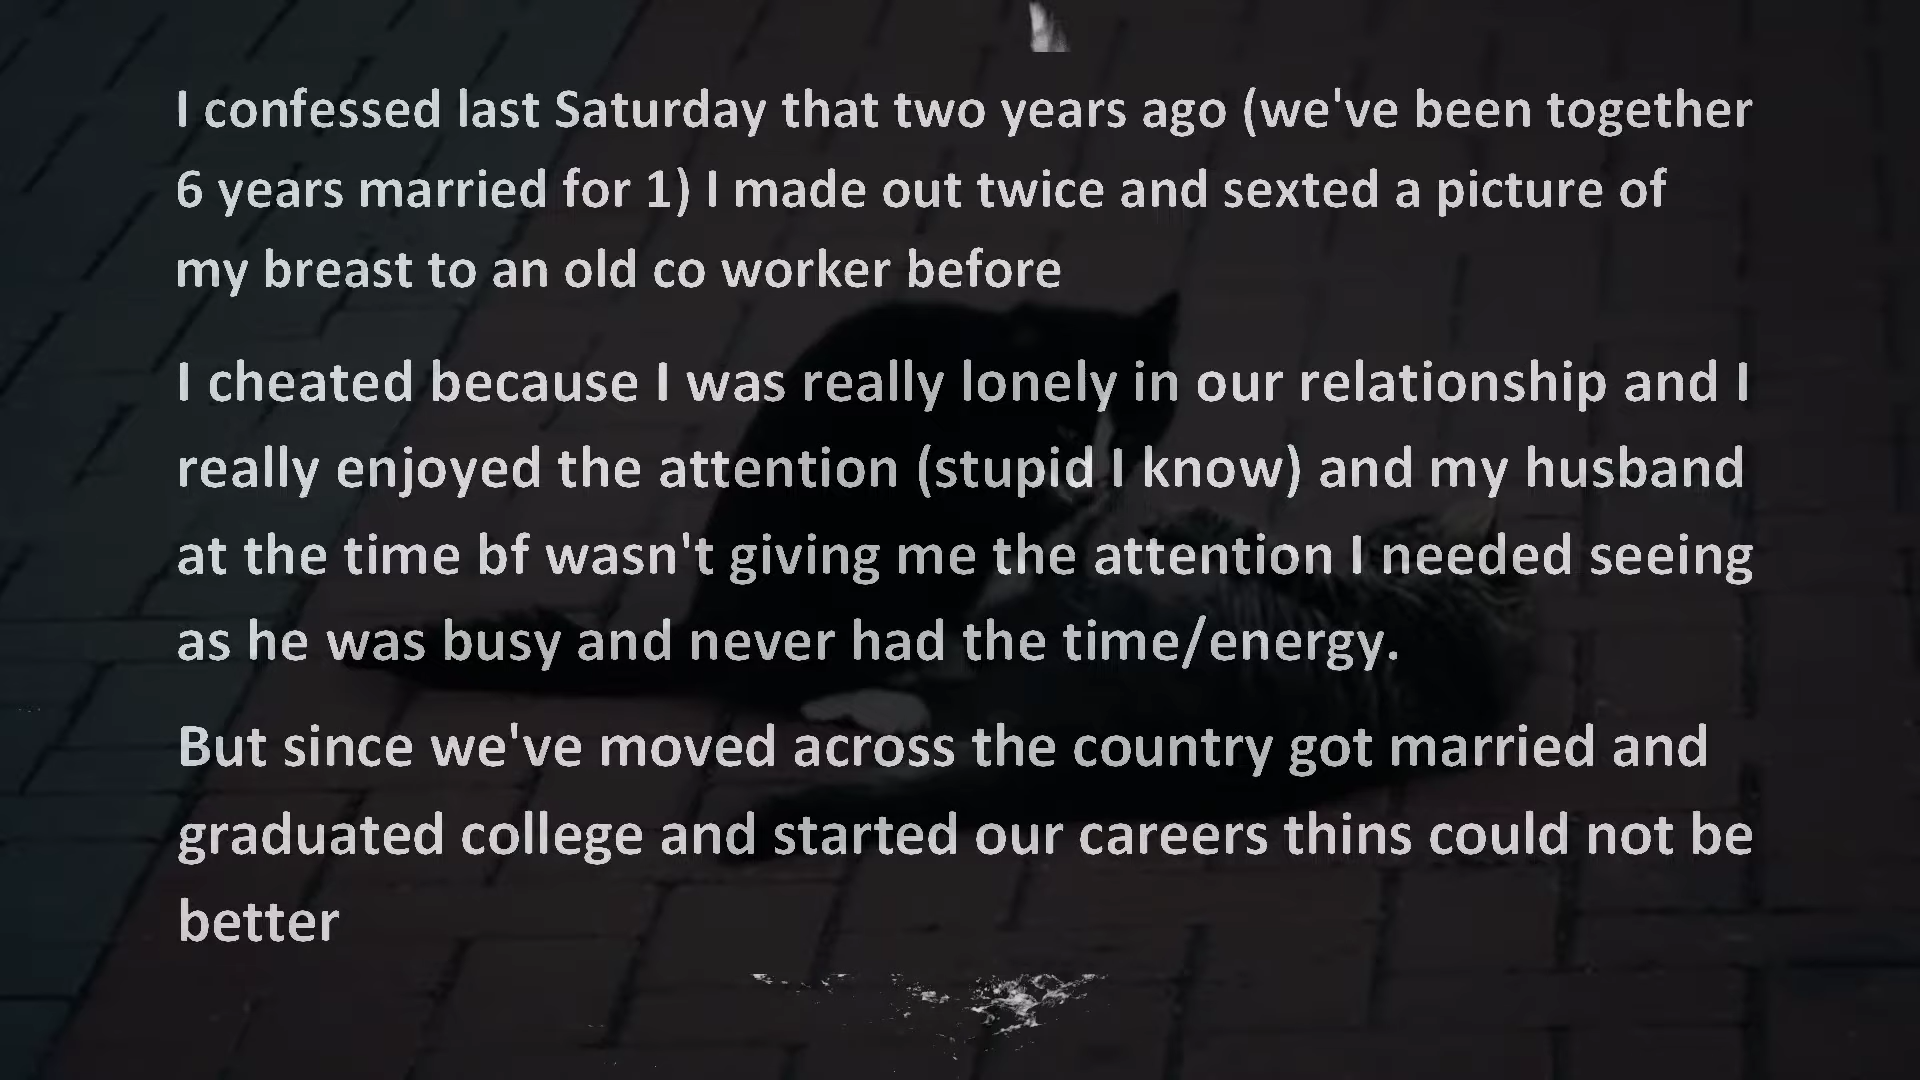 I confessed last Saturday that two years ago (we've been together
6 years married for 1) I made out twice and sexted a picture of
my breast to an old co worker before
I cheated because I was really lonely in our relationship and I
really enjoyed the attention (stupid I know) and my husband
at the time bf wasn't giving me the attention I needed seeing
as he was busy and never had the time/energy.
But since we've moved across the country got married and
graduated college and started our careers thins could not be
better